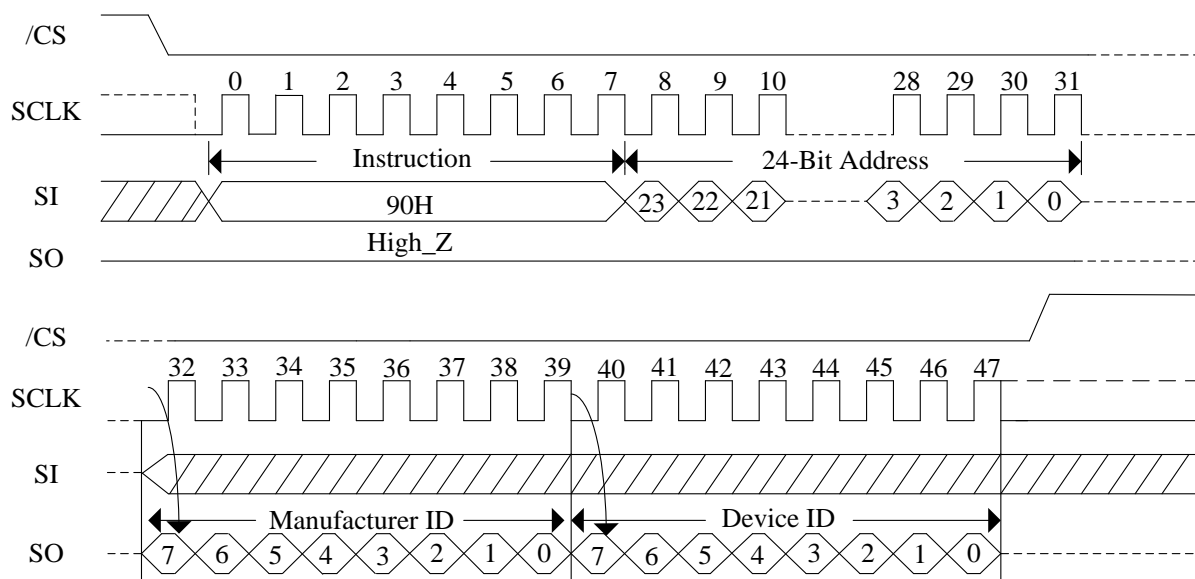 /CS
0 1 2 3 4 5 6 7 8 9 10 28 29 30 31
SCLK
Instruction 24-Bit Address
SI
90H 23 22 21 3 2 1 0
High_Z
SO
/CS
32 33 34 35 36 37 38 39 40 41 42 43 44 45 46 47
SCLK
SI
Manufacturer ID Device ID
SO 7 6 5 4 3 2 1 0 7 6 5 4 3 2 1 0